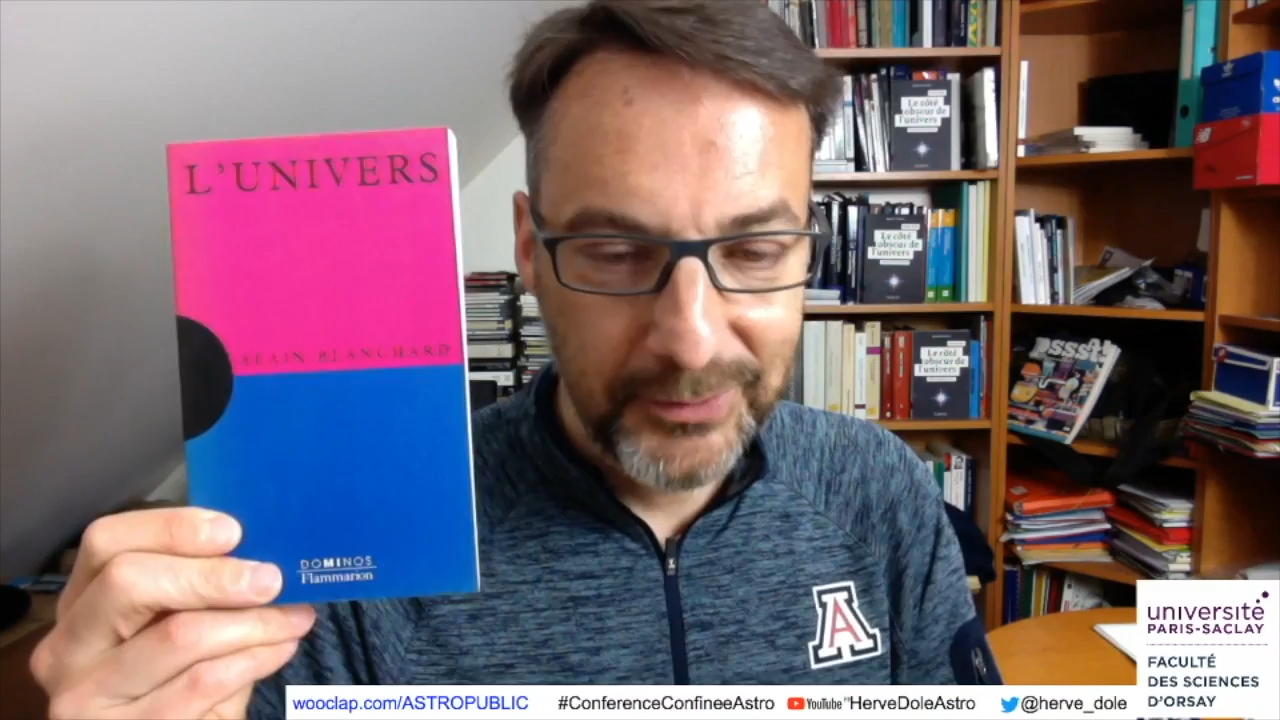 L'UNIVERS
ALAIN BLANCHARD
DOMINOS
Flammarion
Le côté
obscur de
l'univers
Le côté
obscur de
l'univers
Le côté
obscur de
l'univers
PSSST!
A
université
PARIS-SACLAY
FACULTÉ
DES SCIENCES
D'ORSAY
wooclap.com/ASTROPUBLIC #ConferenceConfineeAstro YouTube HerveDoleAstro @herve_dole